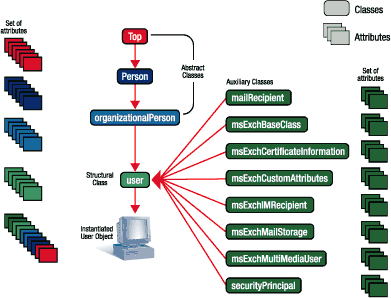 Set of
attributes
Top
Classes
Attributes
Person
Abstract
Classes
Auxiliary Classes
Set of
attributes
mailRecipient
organizationalPerson
msExchBaseClass
msExchCertificateInformation
Structural
Class
user
msExchCustomAttributes
msExchIMRecipient
Instantiated
User Object
msExchMailStorage
msExchMultiMediaUser
securityPrincipal